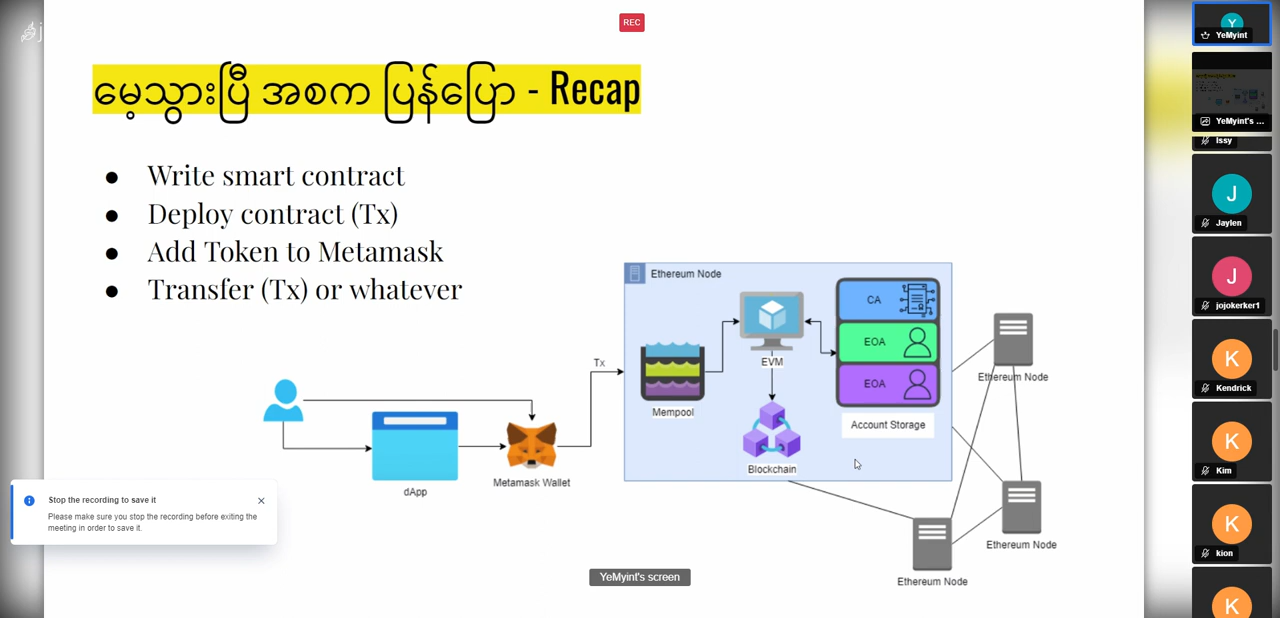 REC
မေ့သွားပြီ အစက ပြန်ပြော - Recap
Write smart contract
Deploy contract (Tx)
Add Token to Metamask
Transfer (Tx) or whatever
Ethereum Node
CA
EOA
EOA
EVM
Mempool
Account Storage
Blockchain
Tx
dApp
Metamask Wallet
Ethereum Node
Ethereum Node
Ethereum Node
Stop the recording to save it
Please make sure you stop the recording before exiting the
meeting in order to save it.
YeMyint's screen
Y
YeMyint
YeMyint's ...
Issy
J
Jaylen
J
jojokerker1
K
Kendrick
K
Kim
K
kion
K